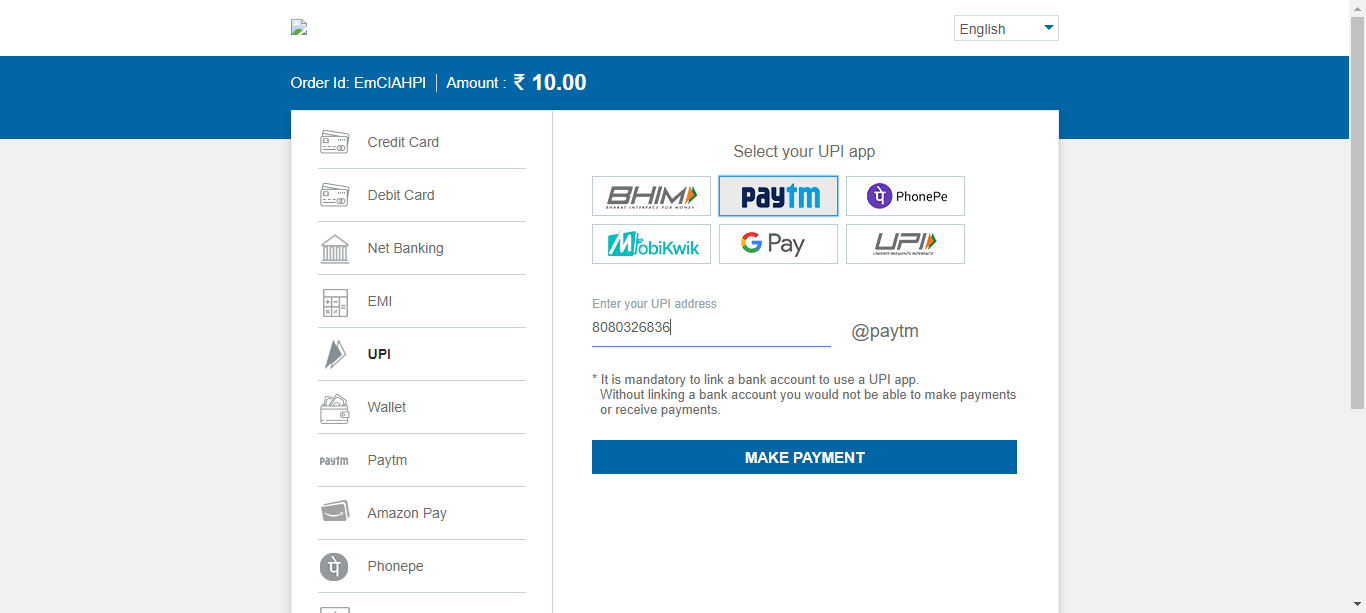 English
Order Id: EmCIAHPI | Amount : ₹ 10.00
Credit Card
Debit Card
Net Banking
EMI
UPI
Wallet
paytm Paytm
Amazon Pay
पे Phonepe
Select your UPI app
BHIM
BHARAT INTERFACE FOR MONEY
paytm
पे PhonePe
MobiKwik
G Pay
UPI
UNIFIED PAYMENTS INTERFACE
Enter your UPI address
8080326836 @paytm
* It is mandatory to link a bank account to use a UPI app.
Without linking a bank account you would not be able to make payments
or receive payments.
MAKE PAYMENT